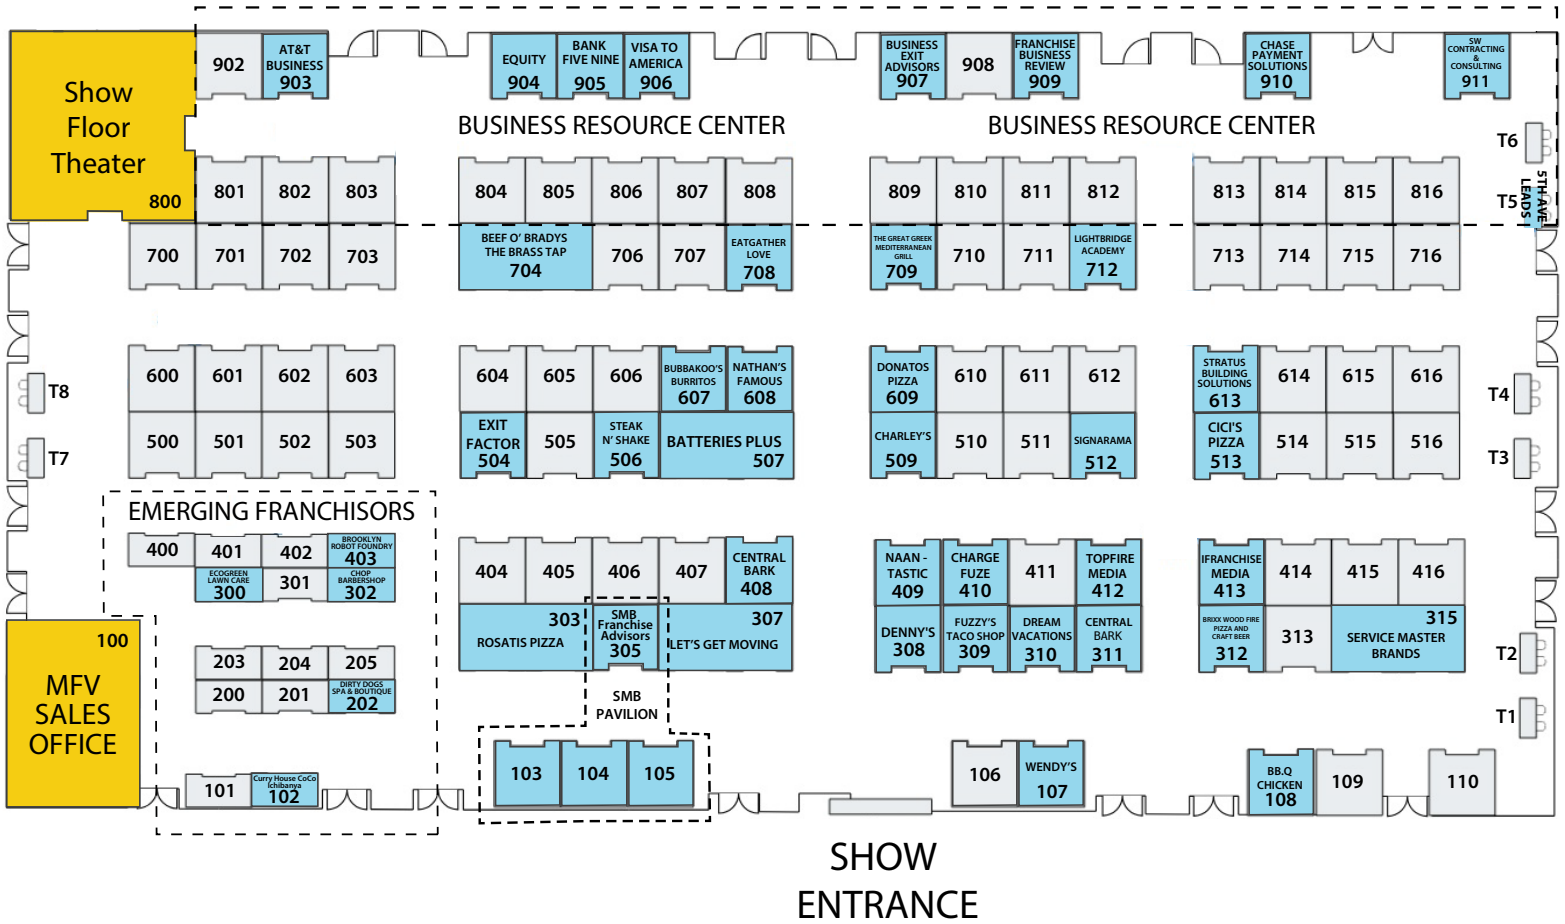 Show
Floor
Theater
800
902
AT&T
BUSINESS
903
EQUITY
904
BANK
FIVE NINE
905
VISA TO
AMERICA
906
BUSINESS
EXIT
ADVISORS
907
908
FRANCHISE
BUISNESS
REVIEW
909
CHASE
PAYMENT
SOLUTIONS
910
SW
CONTRACTING
&
CONSULTING
911
BUSINESS RESOURCE CENTER
BUSINESS RESOURCE CENTER
T6
T5
5TH AVE
LEADS
801
802
803
804
805
806
807
808
809
810
811
812
813
814
815
816
700
701
702
703
BEEF O' BRADYS
THE BRASS TAP
704
706
707
EATGATHER
LOVE
708
THE GREAT GREEK
MEDITERRANEAN
GRILL
709
710
711
LIGHTBRIDGE
ACADEMY
712
713
714
715
716
T8
600
601
602
603
604
605
606
BUBBAKOO'S
BURRITOS
607
NATHAN'S
FAMOUS
608
DONATOS
PIZZA
609
610
611
612
STRATUS
BUILDING
SOLUTIONS
613
614
615
616
T4
T7
500
501
502
503
EXIT
FACTOR
504
505
STEAK
N' SHAKE
506
BATTERIES PLUS
507
CHARLEY'S
509
510
511
SIGNARAMA
512
CICI'S
PIZZA
513
514
515
516
T3
EMERGING FRANCHISORS
400
401
402
BROOKLYN
ROBOT FOUNDRY
403
ECOGREEN
LAWN CARE
300
301
CHOP
BARBERSHOP
302
404
405
406
407
CENTRAL
BARK
408
NAAN -
TASTIC
409
CHARGE
FUZE
410
411
TOPFIRE
MEDIA
412
IFRANCHISE
MEDIA
413
414
415
416
303
ROSATIS PIZZA
SMB
Franchise
Advisors
305
307
LET'S GET MOVING
DENNY'S
308
FUZZY'S
TACO SHOP
309
DREAM
VACATIONS
310
CENTRAL
BARK
311
BRIXX WOOD FIRE
PIZZA AND
CRAFT BEER
312
313
315
SERVICE MASTER
BRANDS
T2
100
MFV
SALES
OFFICE
203
204
205
200
201
DIRTY DOGS
SPA & BOUTIQUE
202
SMB
PAVILION
T1
101
Curry House CoCo
Ichibanya
102
103
104
105
106
WENDY'S
107
BB.Q
CHICKEN
108
109
110
SHOW
ENTRANCE